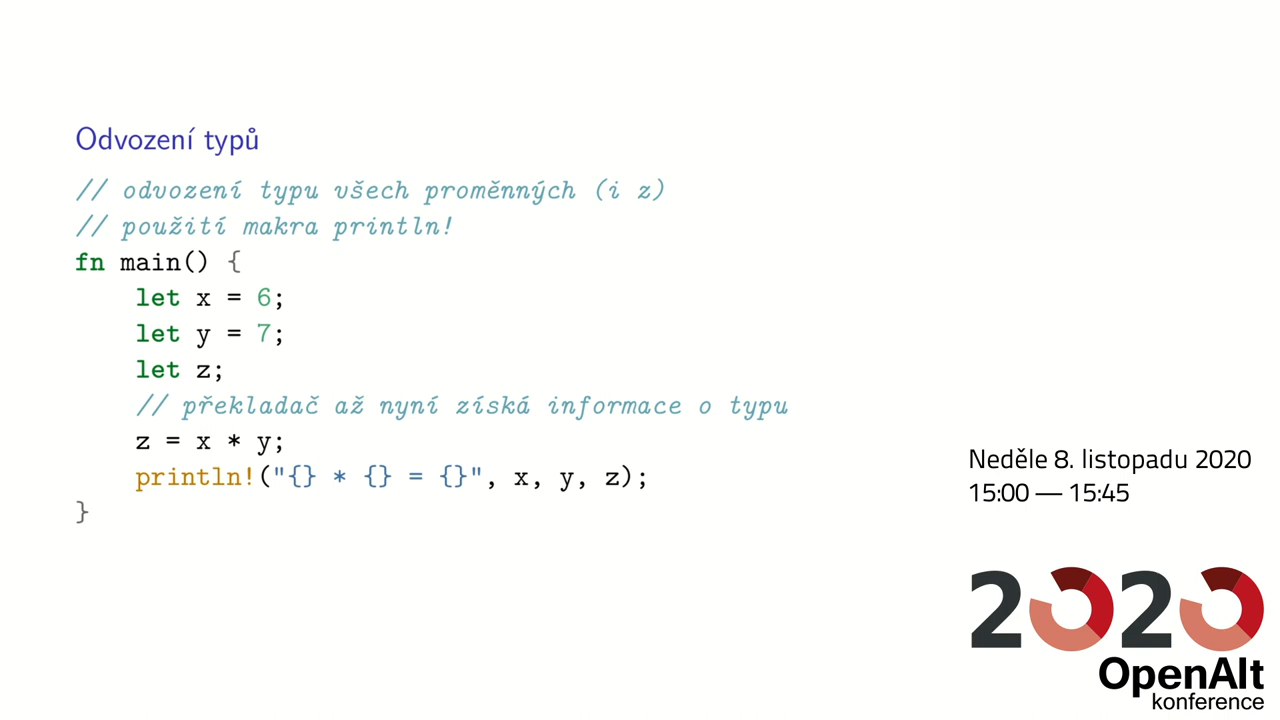 Odvození typů
// odvození typu všech proměnných (i z)
// použití makra println!
fn main() {
    let x = 6;
    let y = 7;
    let z;
    // překladač až nyní získá informace o typu
    z = x * y;
    println!("{} * {} = {}", x, y, z);
}
Neděle 8. listopadu 2020
15:00 — 15:45
2020
OpenAlt
konference